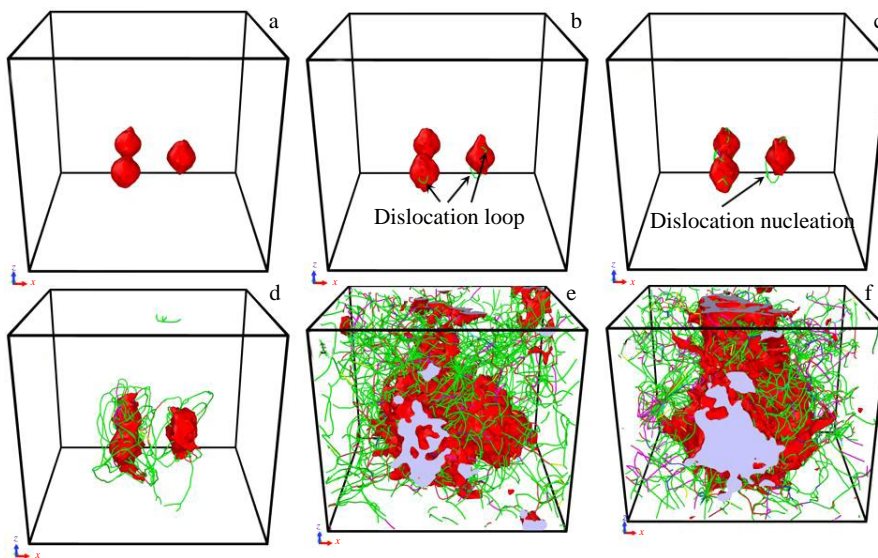 a
b
c
Dislocation loop
Dislocation nucleation
z
x
z
x
z
x
d
e
f
z
x
z
x
z
x